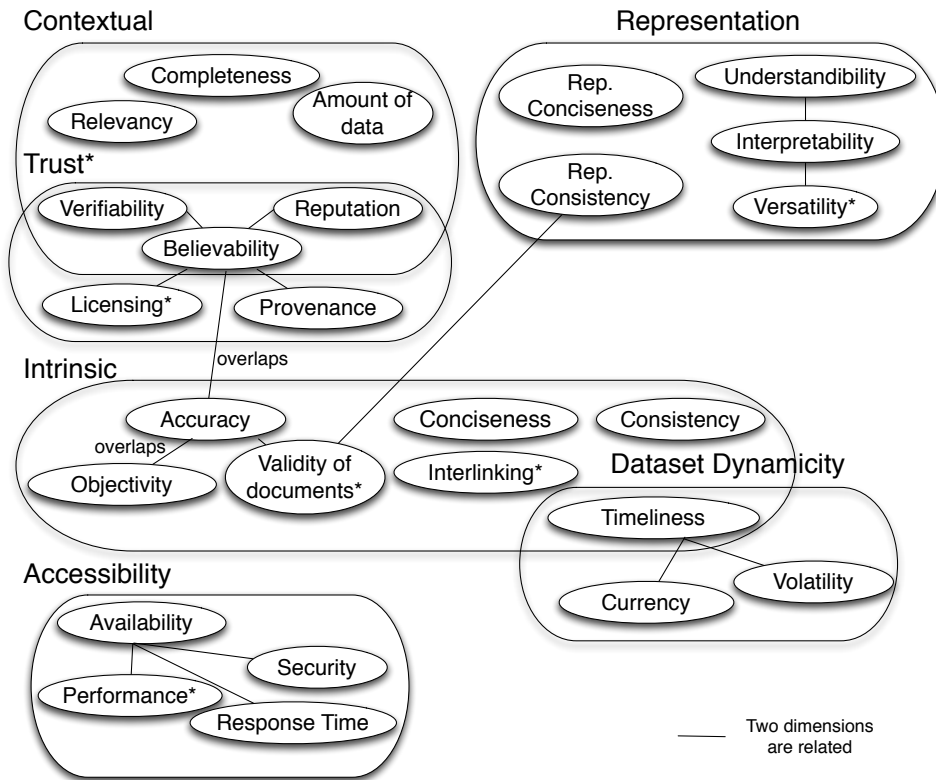 Contextual
Completeness
Amount of
data
Relevancy
Trust*
Verifiability
Reputation
Believability
Licensing*
Provenance
Representation
Rep.
Conciseness
Understandibility
Interpretability
Rep.
Consistency
Versatility*
overlaps
Intrinsic
Accuracy
Conciseness
Consistency
overlaps
Objectivity
Validity of
documents*
Interlinking*
Dataset Dynamicity
Timeliness
Currency
Volatility
Accessibility
Availability
Security
Performance*
Response Time
Two dimensions
are related